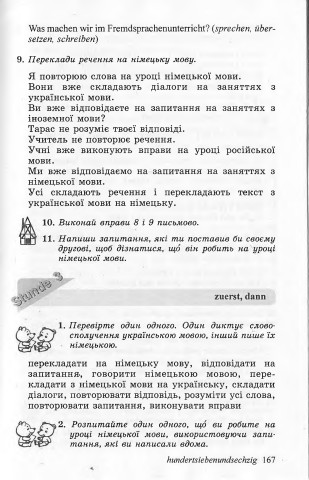 Was machen wir im Fremdsprachenunterricht? (sprechen, über-
setzen, schreiben)
9. Переклади речення на німецьку мову.
Я повторюю слова на уроці німецької мови.
Вони вже складають діалоги на заняттях з
української мови.
Ви вже відповідаєте на запитання на заняттях з
іноземної мови?
Тарас не розуміє твоєї відповіді.
Учитель не повторює речення.
Учні вже виконують вправи на уроці російської
мови.
Ми вже відповідаємо на запитання на заняттях з
німецької мови.
Усі складають речення і перекладають текст з
української мови на німецьку.
10. Виконай вправи 8 і 9 письмово.
11. Напиши запитання, які ти поставив би своєму
другові, щоб дізнатися, що він робить на уроці
німецької мови.
Stunde 3
zuerst, dann
1. Перевірте один одного. Один диктує слово-
сполучення українською мовою, інший пише їх
німецькою.
перекладати на німецьку мову, відповідати на
запитання, говорити німецькою мовою, пере-
кладати з німецької мови на українську, складати
діалоги, повторювати відповідь, розуміти усі слова,
повторювати запитання, виконувати вправи
2. Розпитайте один одного, що ви робите на
уроці німецької мови, використовуючи запи-
тання, які ви написали вдома.
hundertsiebenundsechzig 167